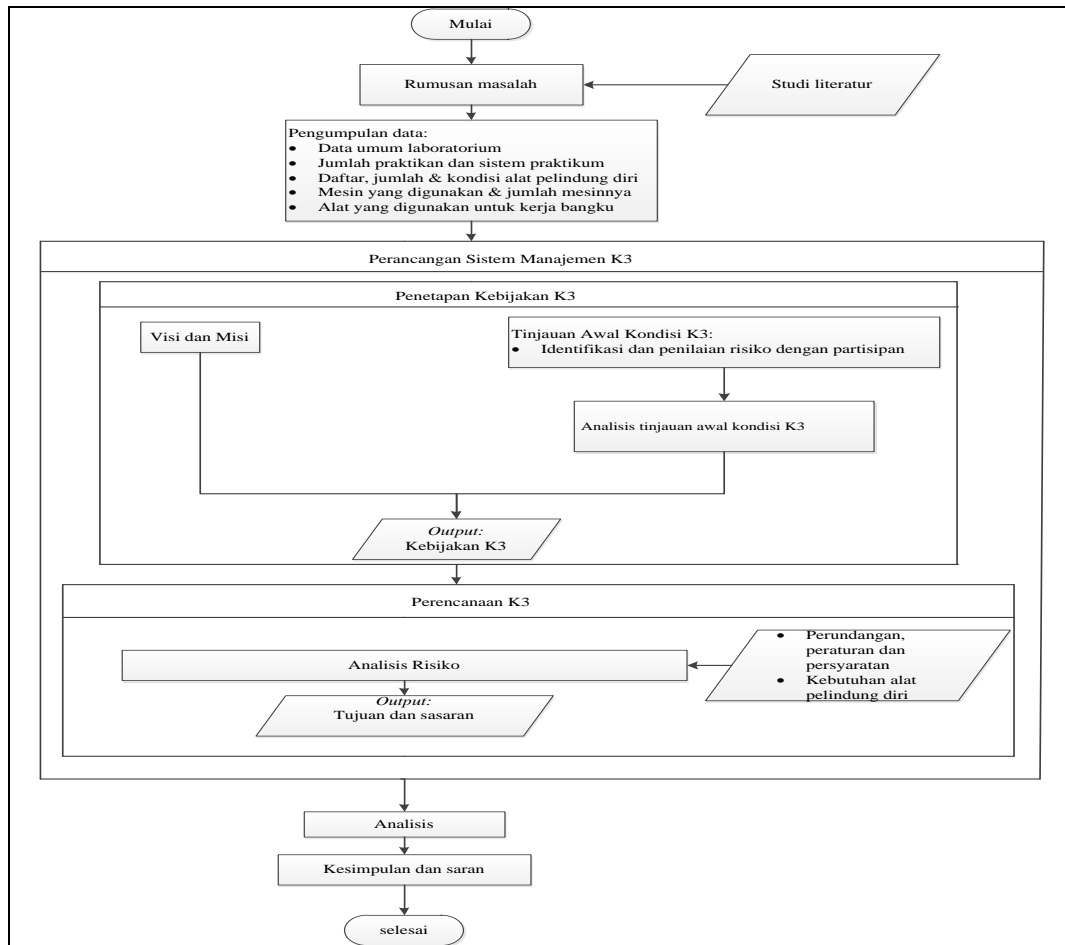 Mulai
Rumusan masalah
Studi literatur
Pengumpulan data:
• Data umum laboratorium
• Jumlah praktikan dan sistem praktikum
• Daftar, jumlah & kondisi alat pelindung diri
• Mesin yang digunakan & jumlah mesinnya
• Alat yang digunakan untuk kerja bangku
Perancangan Sistem Manajemen K3
Penetapan Kebijakan K3
Visi dan Misi
Tinjauan Awal Kondisi K3:
• Identifikasi dan penilaian risiko dengan partisipan
Analisis tinjauan awal kondisi K3
Output:
Kebijakan K3
Perencanaan K3
Analisis Risiko
• Perundangan,
peraturan dan
persyaratan
• Kebutuhan alat
pelindung diri
Output:
Tujuan dan sasaran
Analisis
Kesimpulan dan saran
selesai